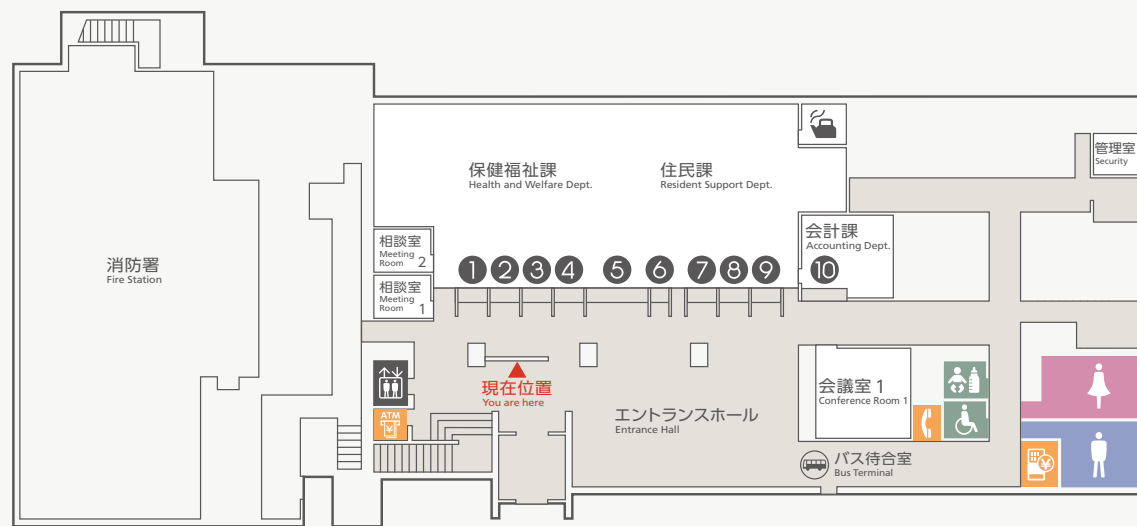 消防署
Fire Station
保健福祉課
Health and Welfare Dept.
住民課
Resident Support Dept.
管理室
Security
相談室
Meeting
Room 2
相談室
Meeting
Room 1
会計課
Accounting Dept.
1 2 3 4 5 6 7 8 9 10
現在位置
You are here
ATM
¥
エントランスホール
Entrance Hall
会議室 1
Conference Room 1
バス待合室
Bus Terminal
¥